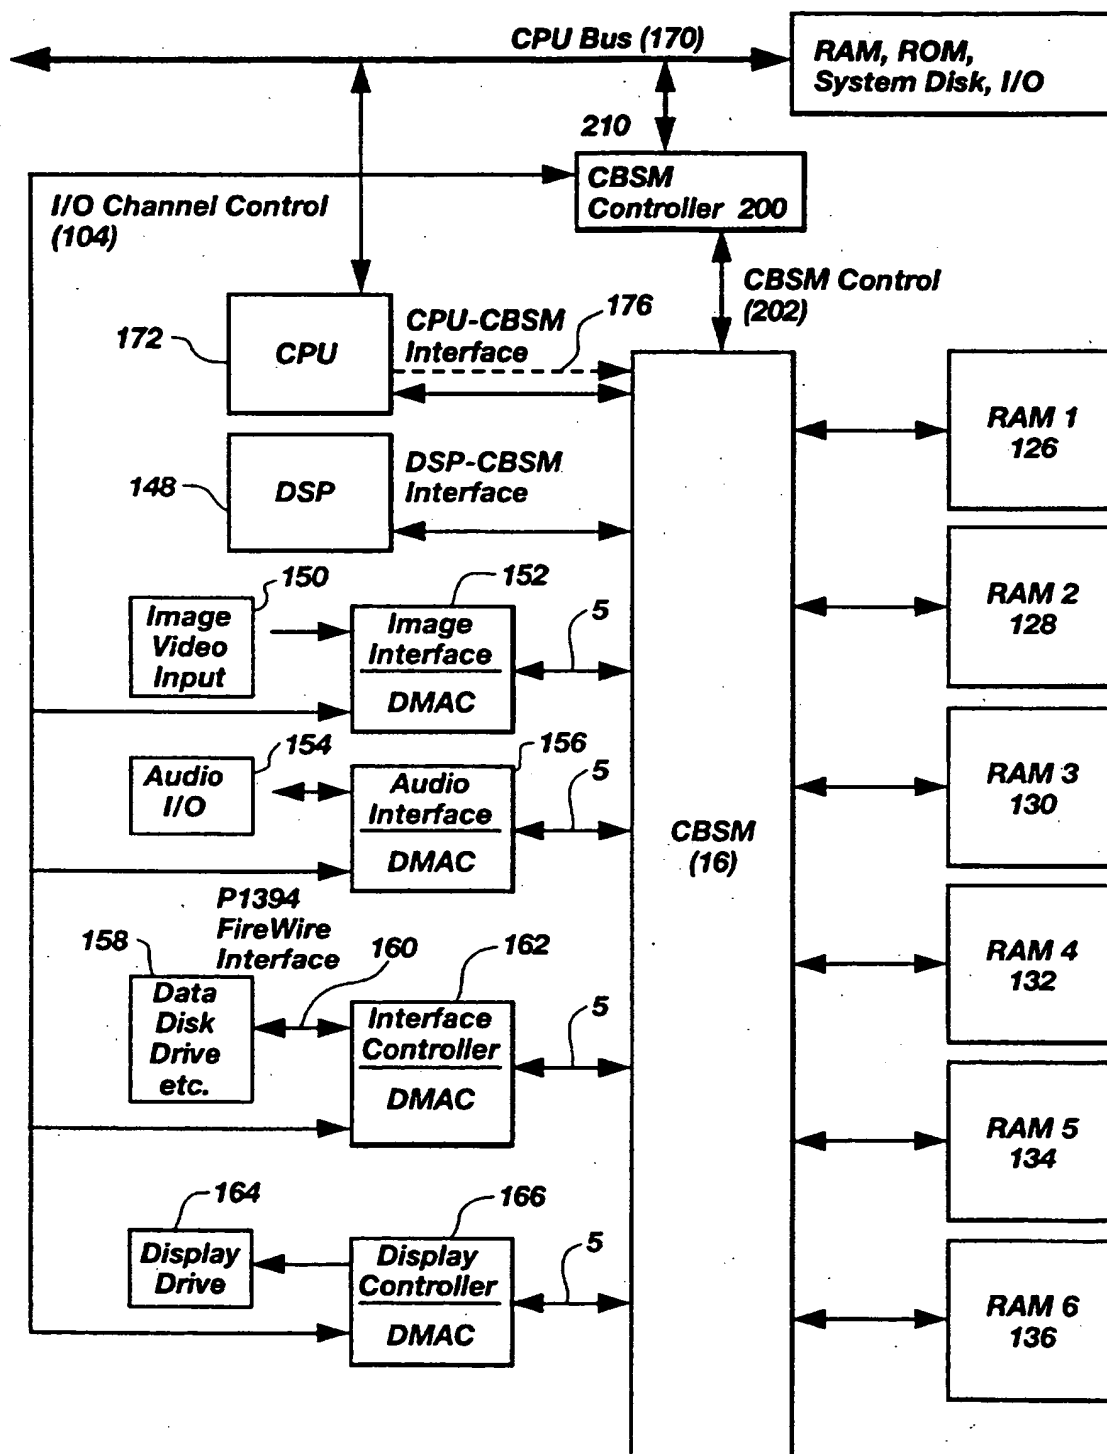 CPU Bus (170)
RAM, ROM,
System Disk, I/O
210
CBSM
Controller 200
I/O Channel Control
(104)
CBSM Control
(202)
172
CPU
CPU-CBSM
Interface
176
148
DSP
DSP-CBSM
Interface
RAM 1
126
150
Image
Video
Input
152
Image
Interface
DMAC
5
RAM 2
128
154
Audio
I/O
156
Audio
Interface
DMAC
5
RAM 3
130
CBSM
(16)
P1394
FireWire
Interface
158
Data
Disk
Drive
etc.
160
162
Interface
Controller
DMAC
5
RAM 4
132
RAM 5
134
164
Display
Drive
166
Display
Controller
DMAC
5
RAM 6
136